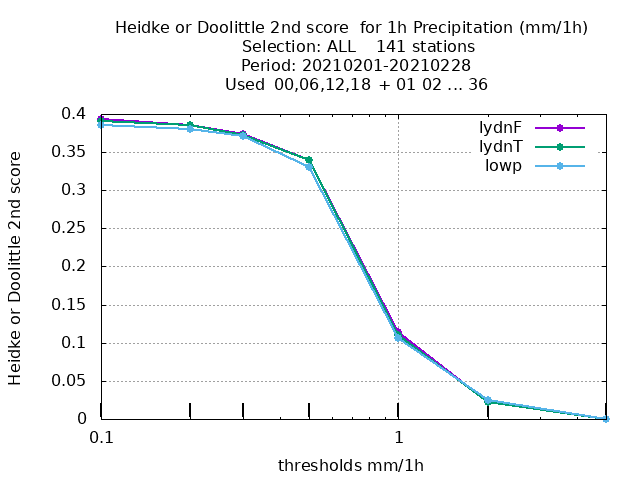 Heidke or Doolittle 2nd score  for 1h Precipitation (mm/1h)
Selection: ALL    141 stations
Period: 20210201-20210228
Used  00,06,12,18  + 01 02 ... 36
lydnF
lydnT
lowp
Heidke or Doolittle 2nd score
0.4
0.35
0.3
0.25
0.2
0.15
0.1
0.05
0
0.1
1
thresholds mm/1h